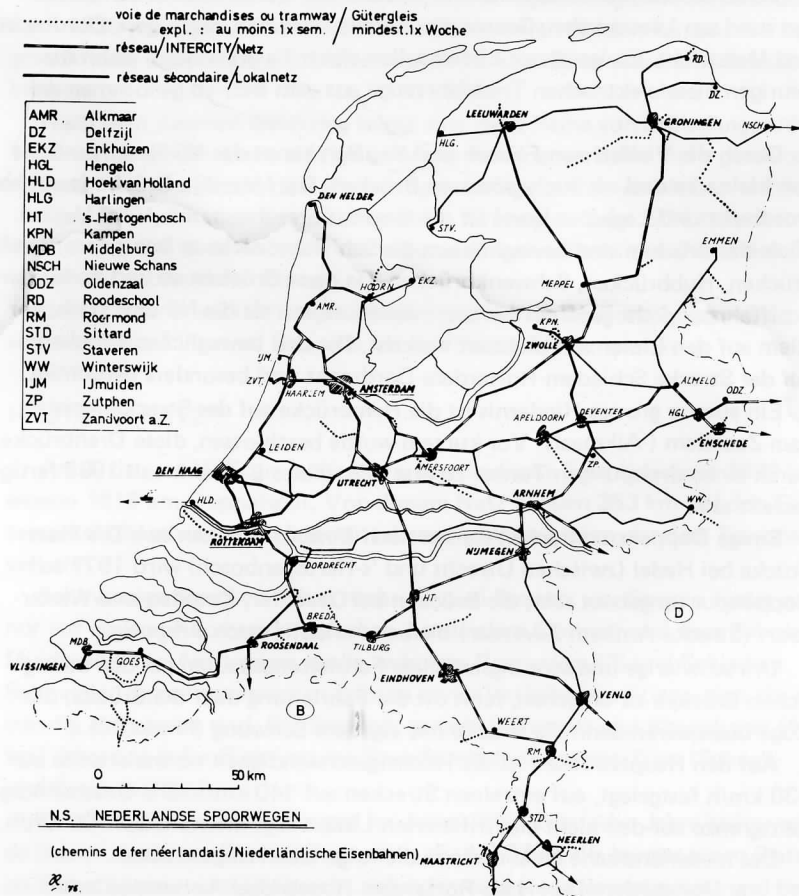 voie de marchandises ou tramway / Gütergleis
expl. : au moins 1x sem. / mindest. 1x Woche
réseau / INTERCITY / Netz
réseau sécondaire / Lokalnetz
AMR Alkmaar
DZ Delfzijl
EKZ Enkhuizen
HGL Hengelo
HLD Hoek van Holland
HLG Harlingen
HT 's-Hertogenbosch
KPN Kampen
MDB Middelburg
NSCH Nieuwe Schans
ODZ Oldenzaal
RD Roodeschool
RM Roermond
STD Sittard
STV Staveren
WW Winterswijk
IJM IJmuiden
ZP Zutphen
ZVT Zandvoort a.Z.
RD.
DZ.
LEEUWARDEN
GRONINGEN
NSCH
HLG.
DEN HELDER
STV.
EMMEN
HOORN
EKZ.
MEPPEL
AMR.
KPN.
ZWOLLE
IJM.
ZVT.
HAARLEM
AMSTERDAM
ALMELO
ODZ.
APELDOORN
DEVENTER
HGL
ENSCHEDE
LEIDEN
AMERSFOORT
DEN HAAG
UTRECHT
ZP
ARNHEM
HLD.
WW.
ROTTERDAM
NIJMEGEN
DORDRECHT
HT.
D
BREDA
MDB.
GOES
ROOSENDAAL
TILBURG
VLISSINGEN
EINDHOVEN
VENLO
B
WEERT
RM.
0 50 km
STD.
N.S. NEDERLANDSE SPOORWEGEN
HEERLEN
(chemins de fer néerlandais/Niederländische Eisenbahnen)
MAASTRICHT